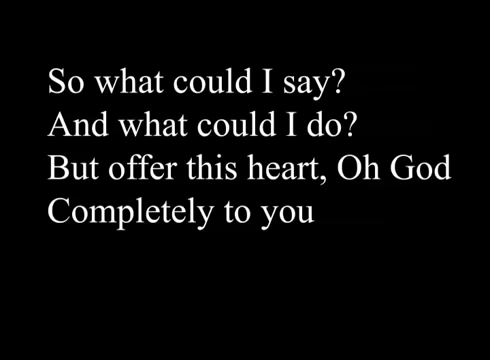 So what could I say?
And what could I do?
But offer this heart, Oh God
Completely to you